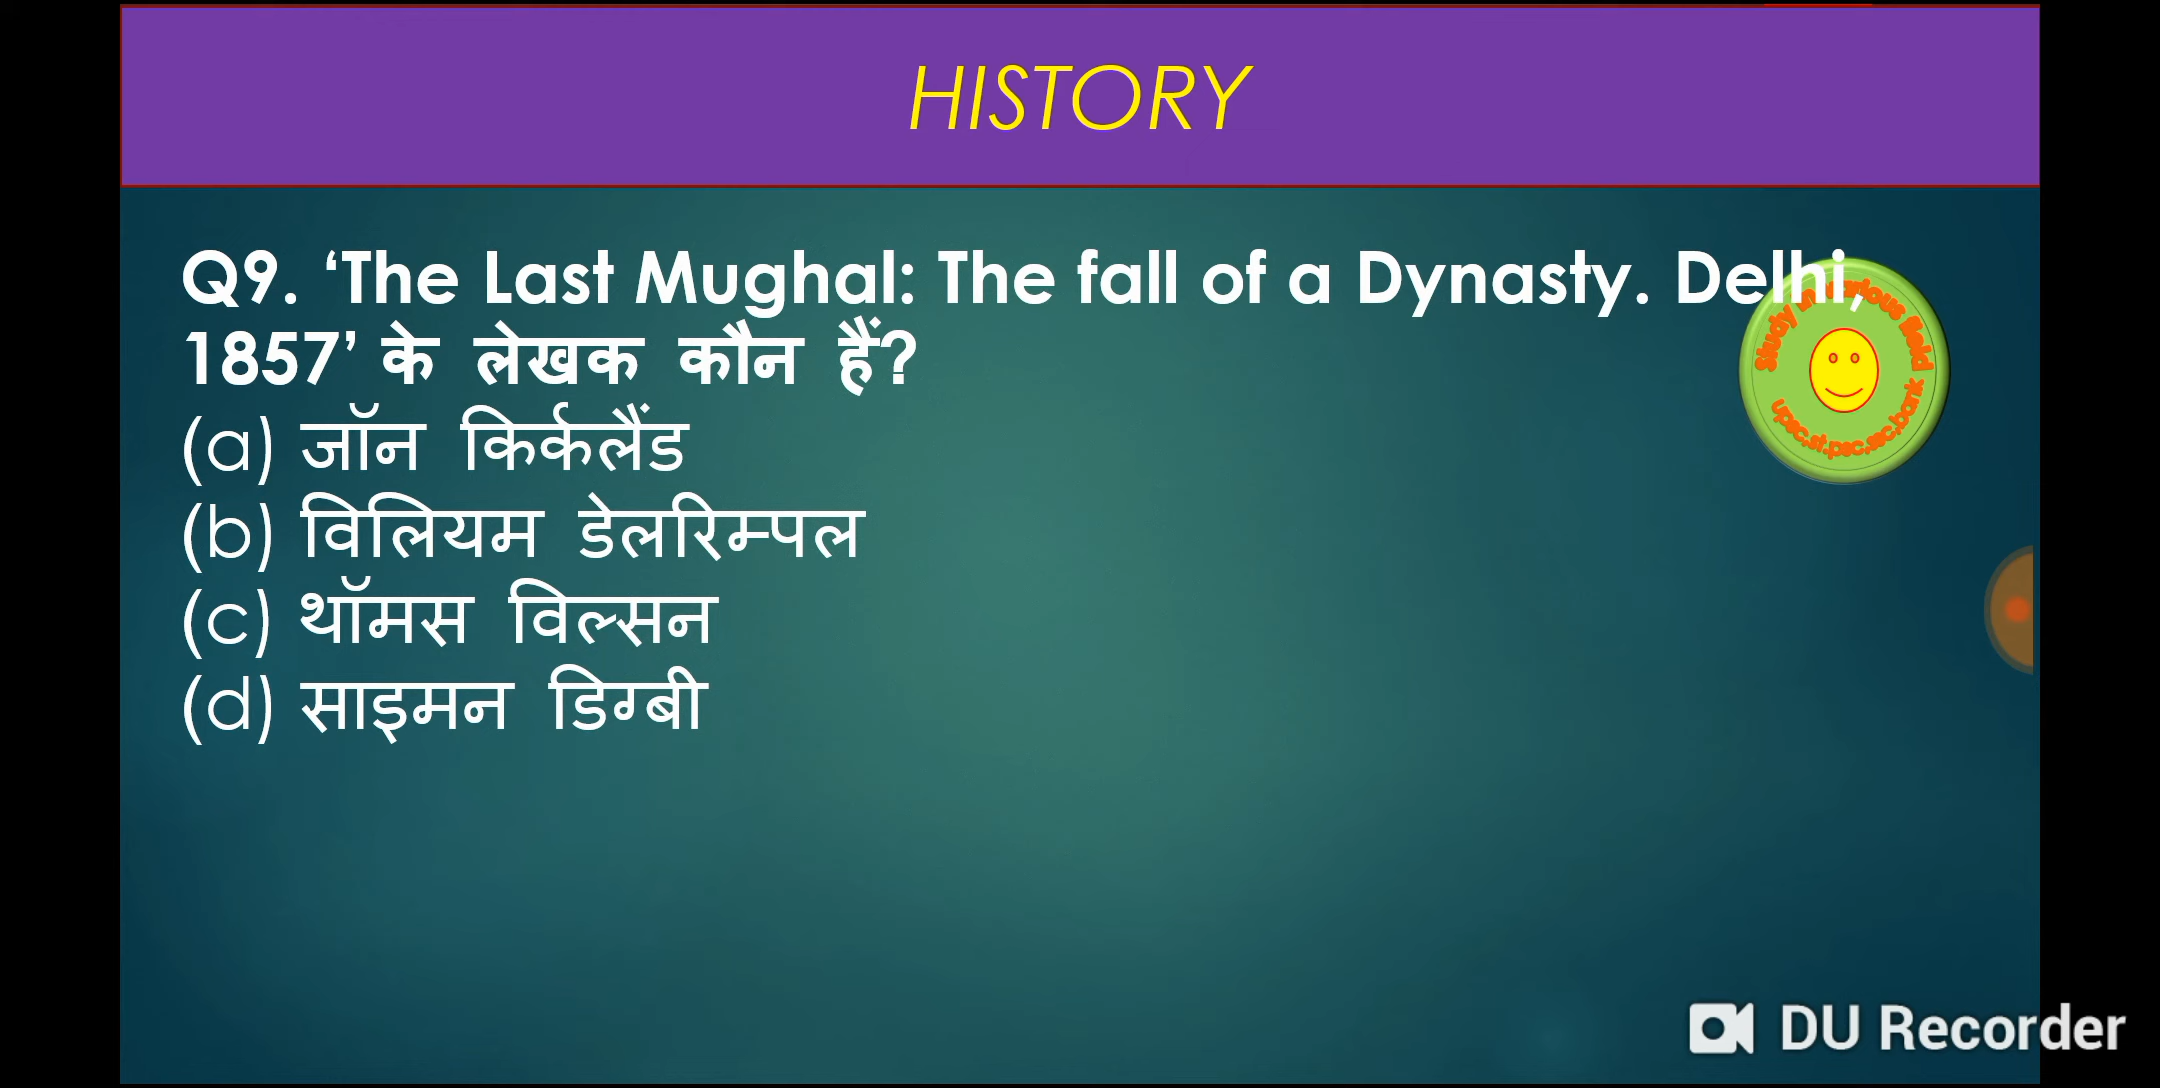 HISTORY
Q9. ‘The Last Mughal: The fall of a Dynasty. Delhi,
1857’ के लेखक कौन हैं?
(a) जॉन किर्कलैंड
(b) विलियम डेलरिम्पल
(c) थॉमस विल्सन
(d) साइमन डिग्बी
DU Recorder